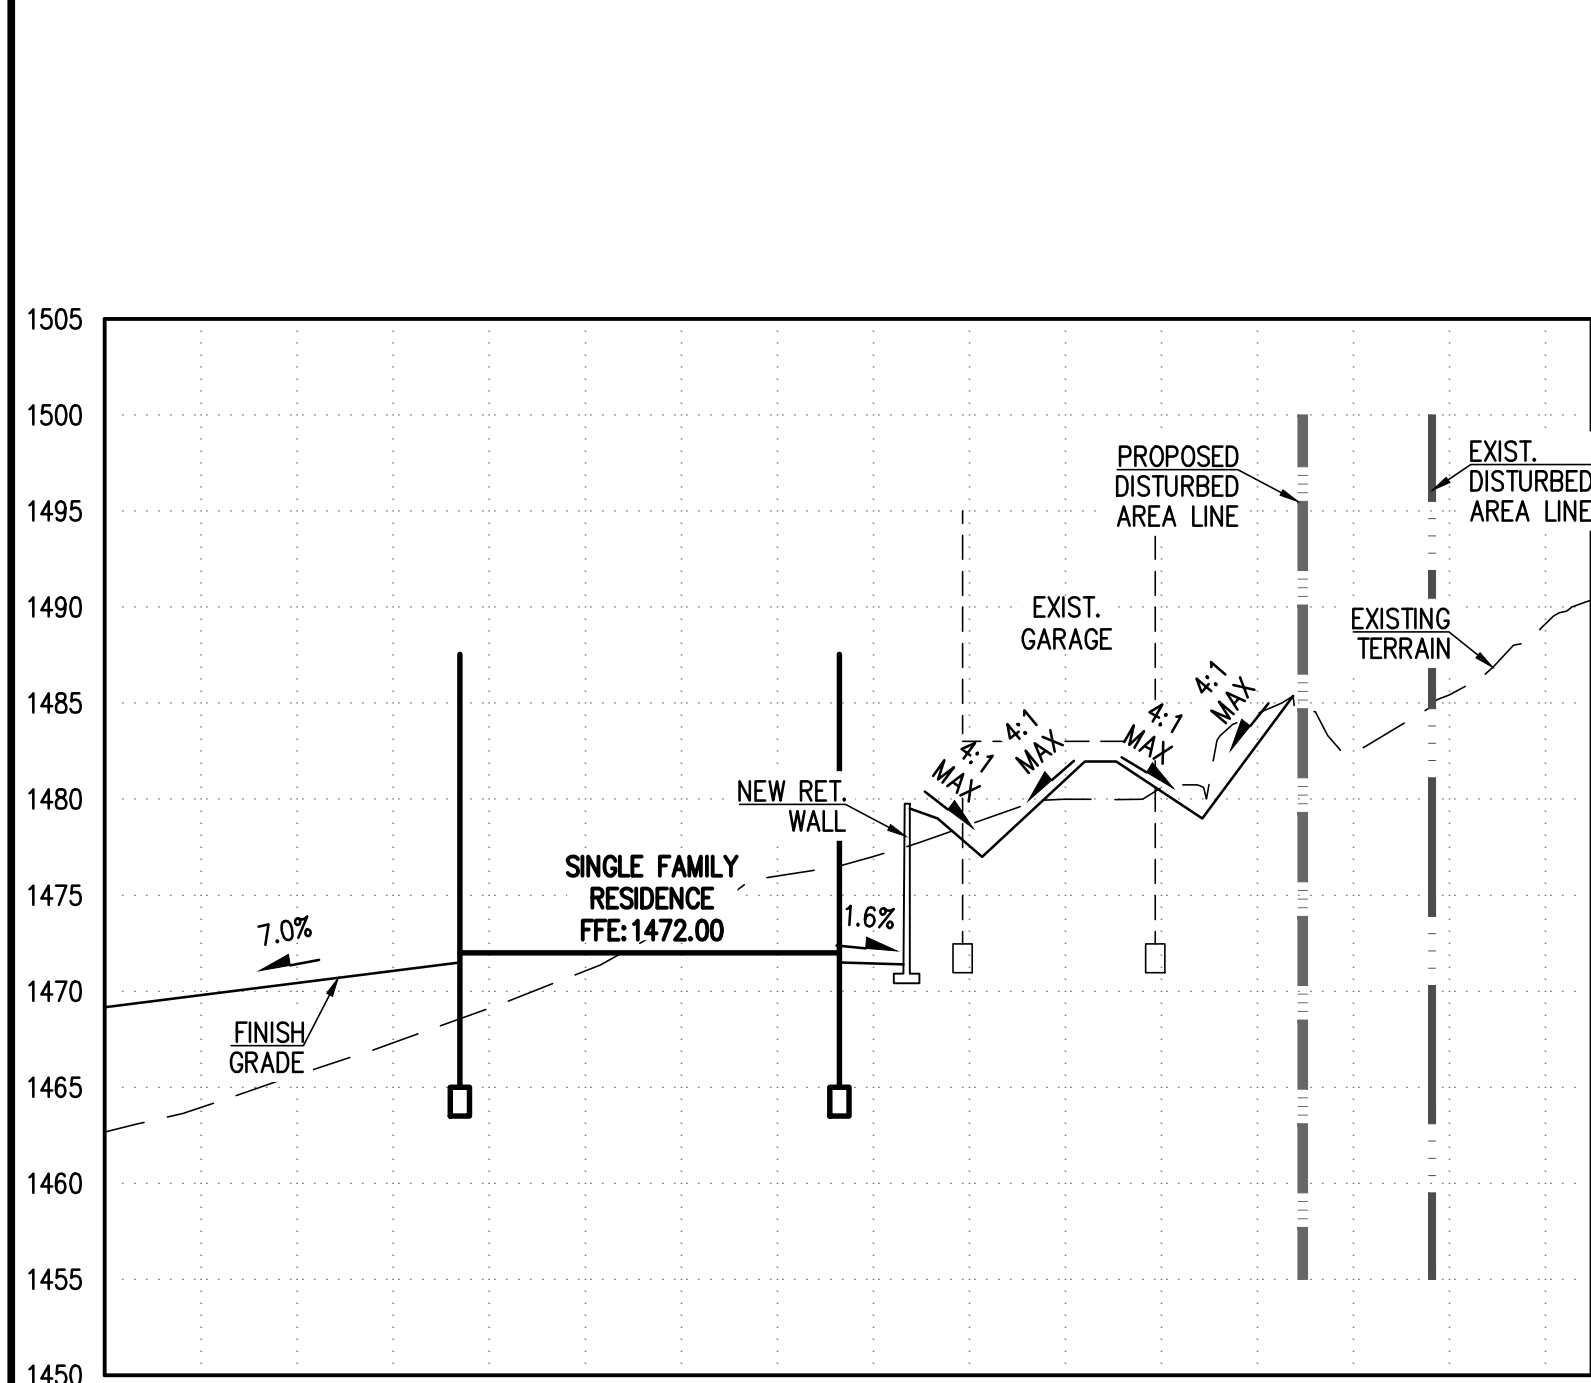 1505
1500
1495
1490
1485
1480
1475
1470
1465
1460
1455
1450
PROPOSED
DISTURBED
AREA LINE
EXIST.
DISTURBED
AREA LINE
EXIST.
GARAGE
EXISTING
TERRAIN
4:1
MAX
4:1
MAX
4:1
MAX
4:1
MAX
NEW RET.
WALL
SINGLE FAMILY
RESIDENCE
FFE: 1472.00
1.6%
7.0%
FINISH
GRADE